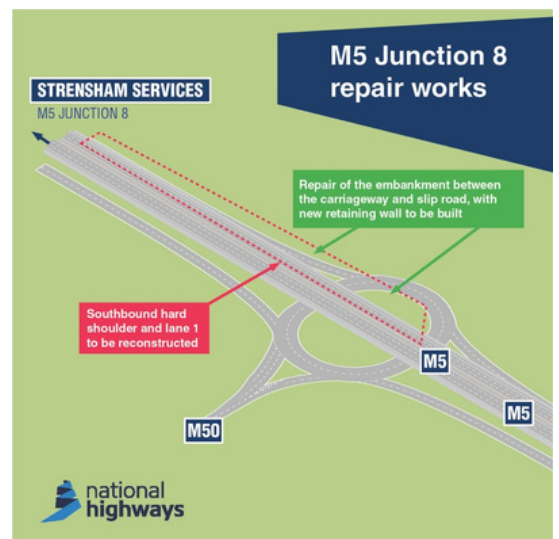 M5 Junction 8
repair works
STRENSHAM SERVICES
M5 JUNCTION 8
Repair of the embankment between
the carriageway and slip road, with
new retaining wall to be built
Southbound hard
shoulder and lane 1
to be reconstructed
M5
M5
M50
national
highways